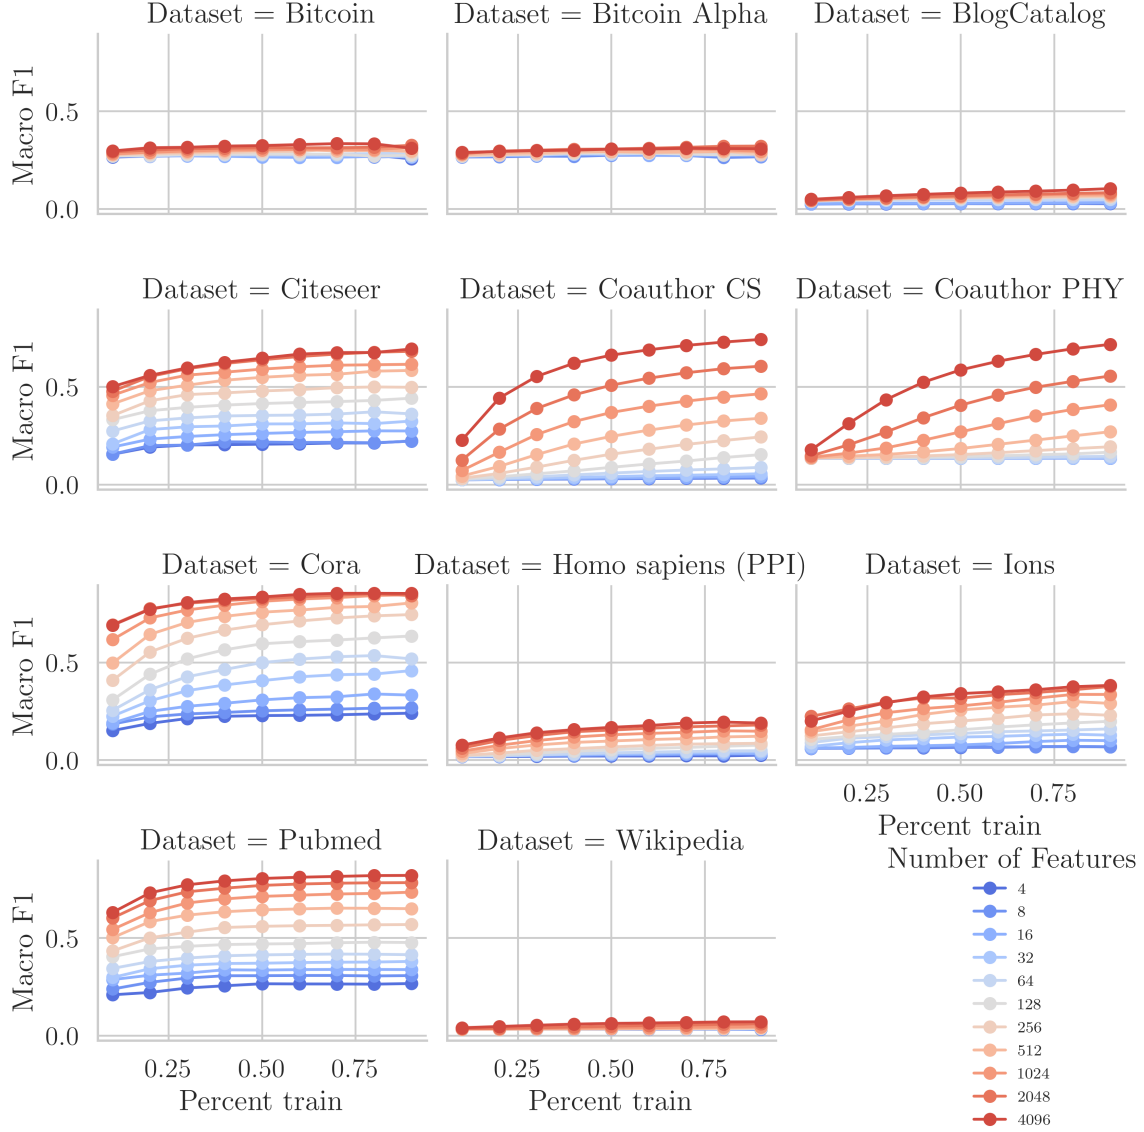 Dataset = Bitcoin
Dataset = Bitcoin Alpha
Dataset = BlogCatalog
Macro F1
0.5
0.0
Dataset = Citeseer
Dataset = Coauthor CS
Dataset = Coauthor PHY
Macro F1
0.5
0.0
Dataset = Cora
Dataset = Homo sapiens (PPI)
Dataset = Ions
Macro F1
0.5
0.0
0.25 0.50 0.75
Percent train
Dataset = Pubmed
Dataset = Wikipedia
Macro F1
0.5
0.0
0.25 0.50 0.75
Percent train
0.25 0.50 0.75
Percent train
Number of Features
4
8
16
32
64
128
256
512
1024
2048
4096